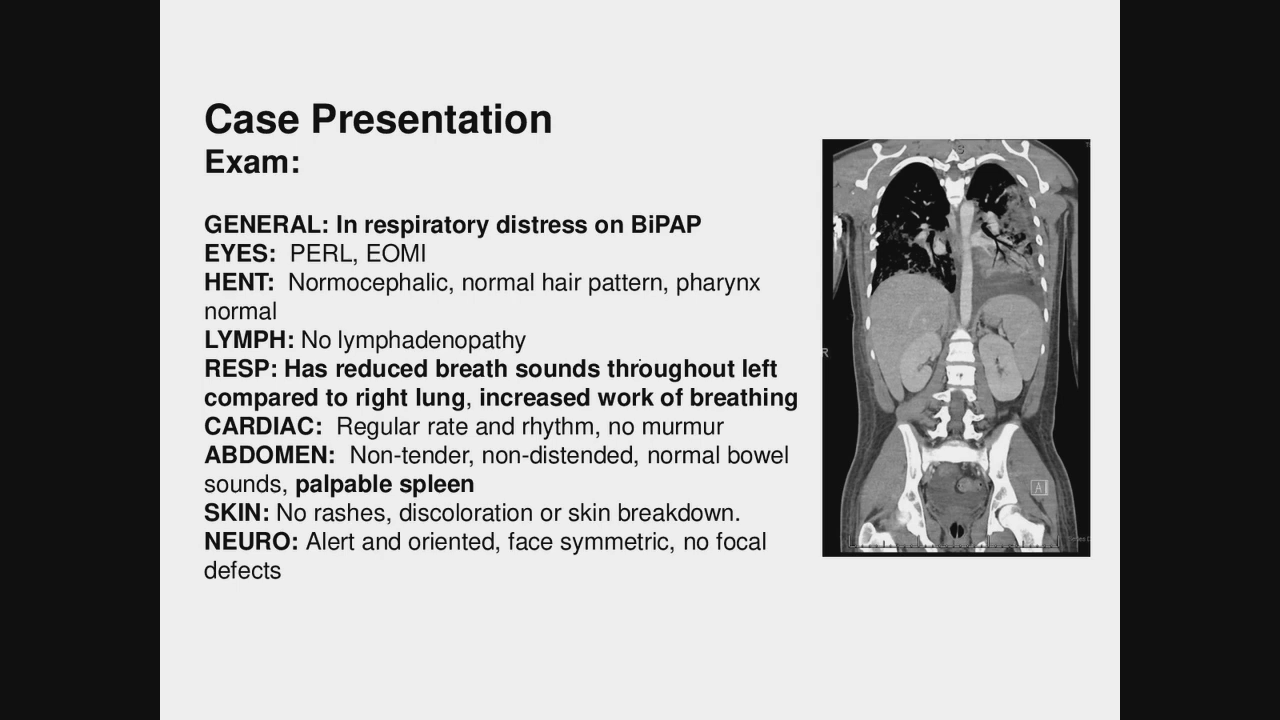 Case Presentation
Exam:
GENERAL: In respiratory distress on BiPAP
EYES: PERL, EOMI
HENT: Normocephalic, normal hair pattern, pharynx
normal
LYMPH: No lymphadenopathy
RESP: Has reduced breath sounds throughout left
compared to right lung, increased work of breathing
CARDIAC: Regular rate and rhythm, no murmur
ABDOMEN: Non-tender, non-distended, normal bowel
sounds, palpable spleen
SKIN: No rashes, discoloration or skin breakdown.
NEURO: Alert and oriented, face symmetric, no focal
defects
S
R
A